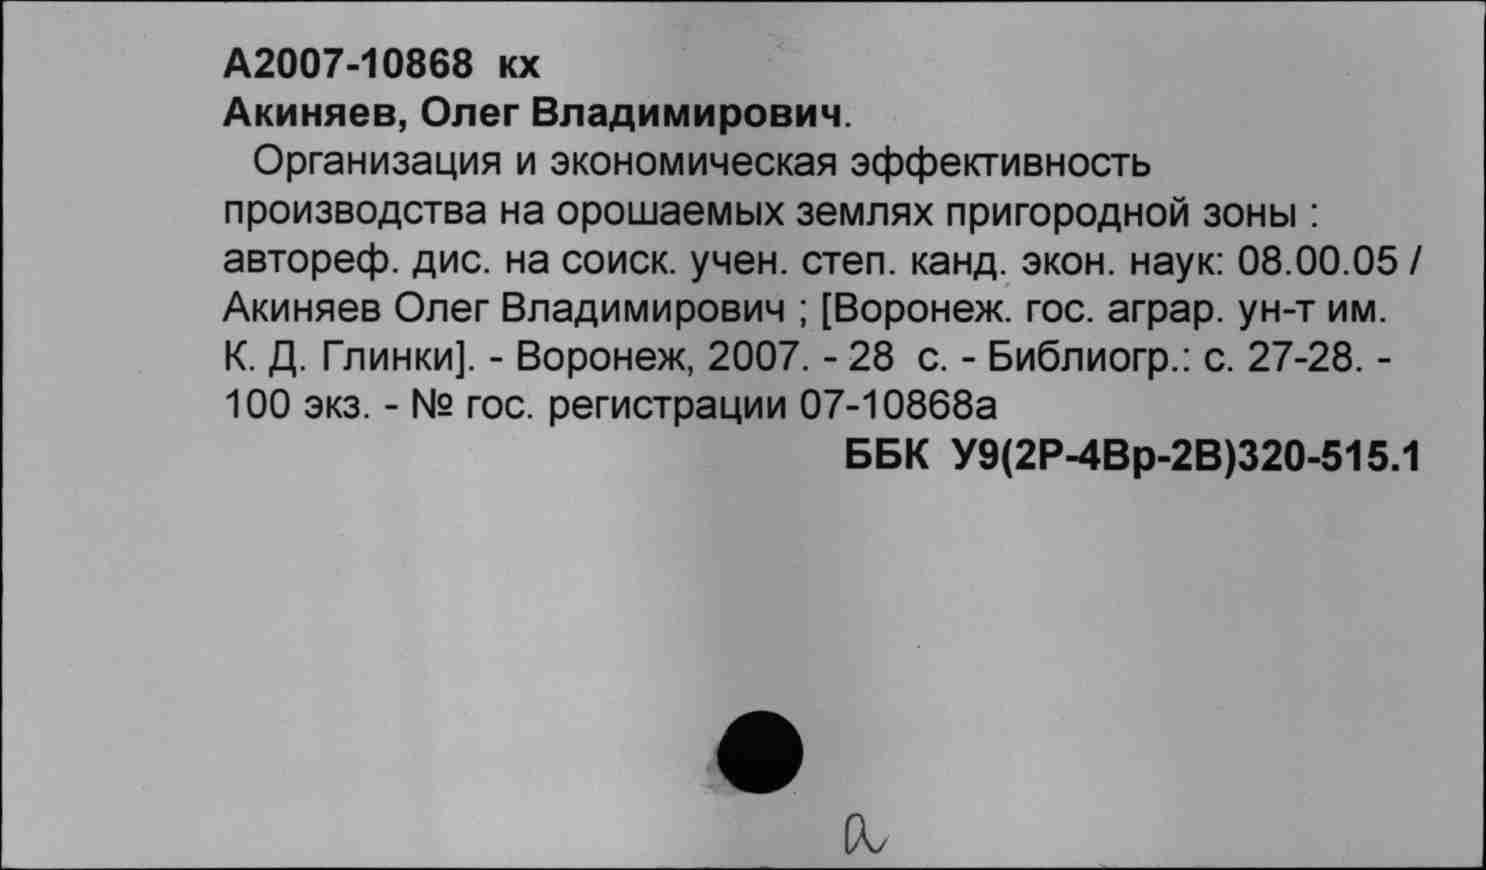 А2007-10868 кх
Акиняев, Олег Владимирович.
Организация и экономическая эффективность
производства на орошаемых землях пригородной зоны :
автореф. дис. на соиск. учен. степ. канд. экон. наук: 08.00.05 /
Акиняев Олег Владимирович ; [Воронеж. гос. аграр. ун-т им.
К. Д. Глинки]. - Воронеж, 2007. - 28 с. - Библиогр.: с. 27-28. -
100 экз. - № гос. регистрации 07-10868а
ББК У9(2Р-4Вр-2В)320-515.1